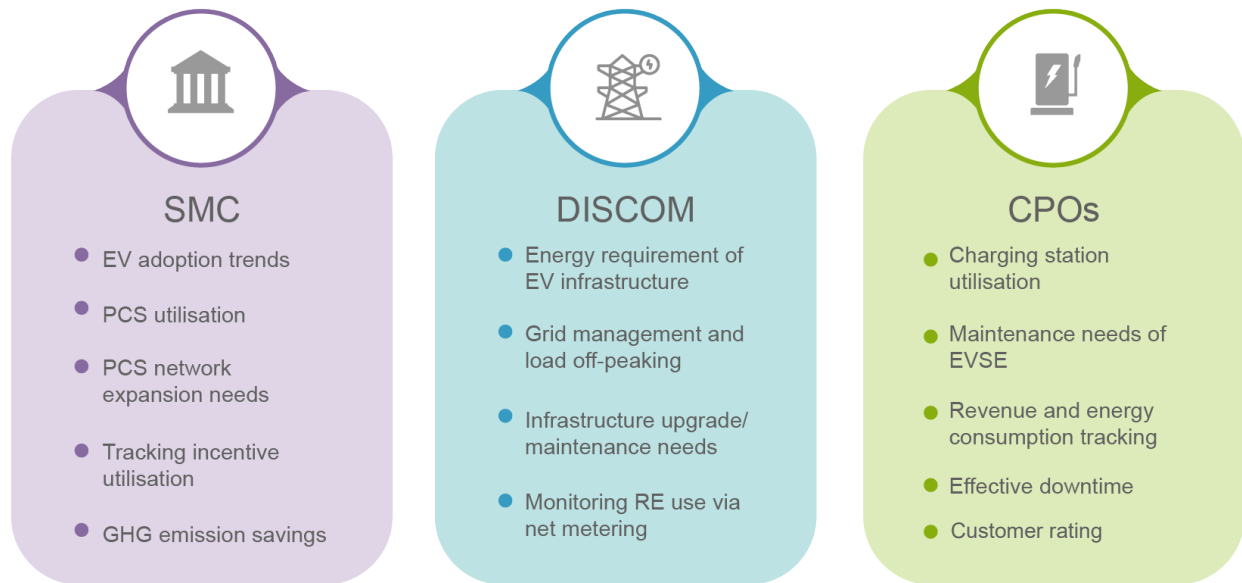 SMC
EV adoption trends
PCS utilisation
PCS network
expansion needs
Tracking incentive
utilisation
GHG emission savings
DISCOM
Energy requirement of
EV infrastructure
Grid management and
load off-peaking
Infrastructure upgrade/
maintenance needs
Monitoring RE use via
net metering
CPOs
Charging station
utilisation
Maintenance needs of
EVSE
Revenue and energy
consumption tracking
Effective downtime
Customer rating